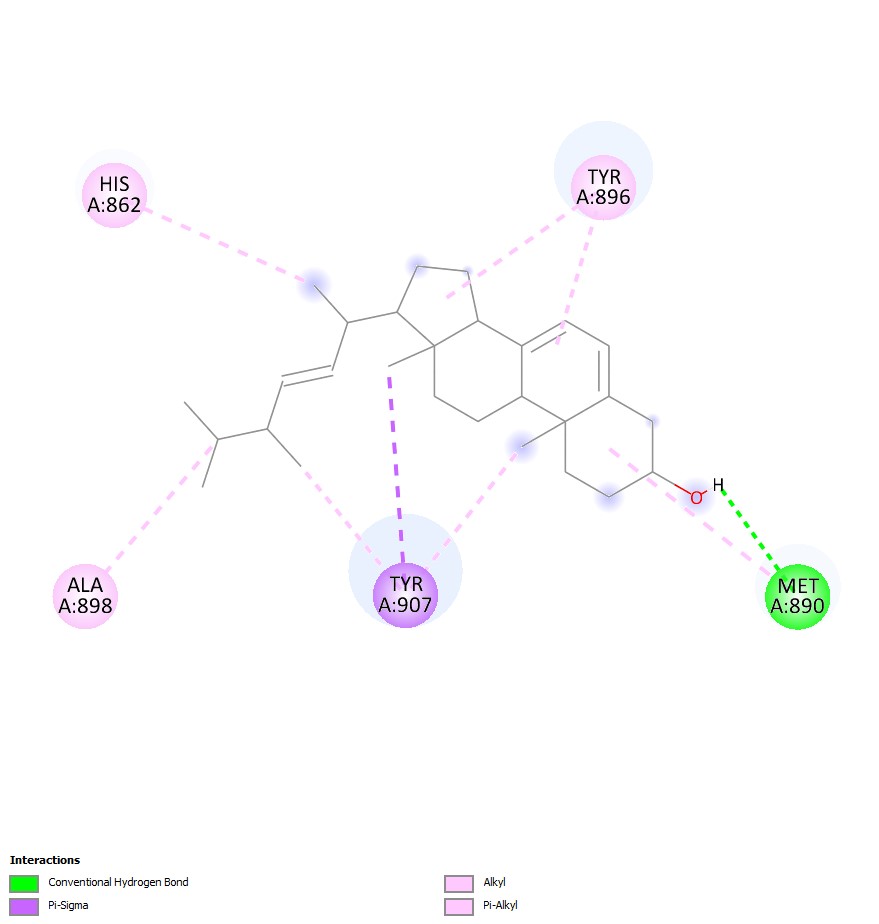 HIS
A:862
TYR
A:896
H
O
ALA
A:898
TYR
A:907
MET
A:890
Interactions
Conventional Hydrogen Bond
Pi-Sigma
Alkyl
Pi-Alkyl